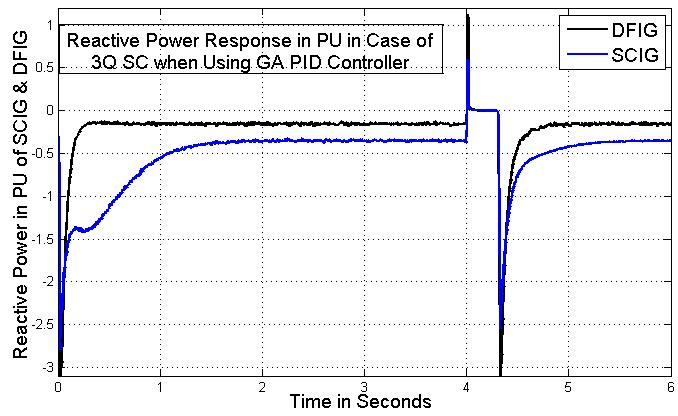 Reactive Power Response in PU in Case of
3Q SC when Using GA PID Controller
DFIG
SCIG
Reactive Power in PU of SCIG & DFIG
1
0.5
0
-0.5
-1
-1.5
-2
-2.5
-3
0 1 2 3 4 5 6
Time in Seconds